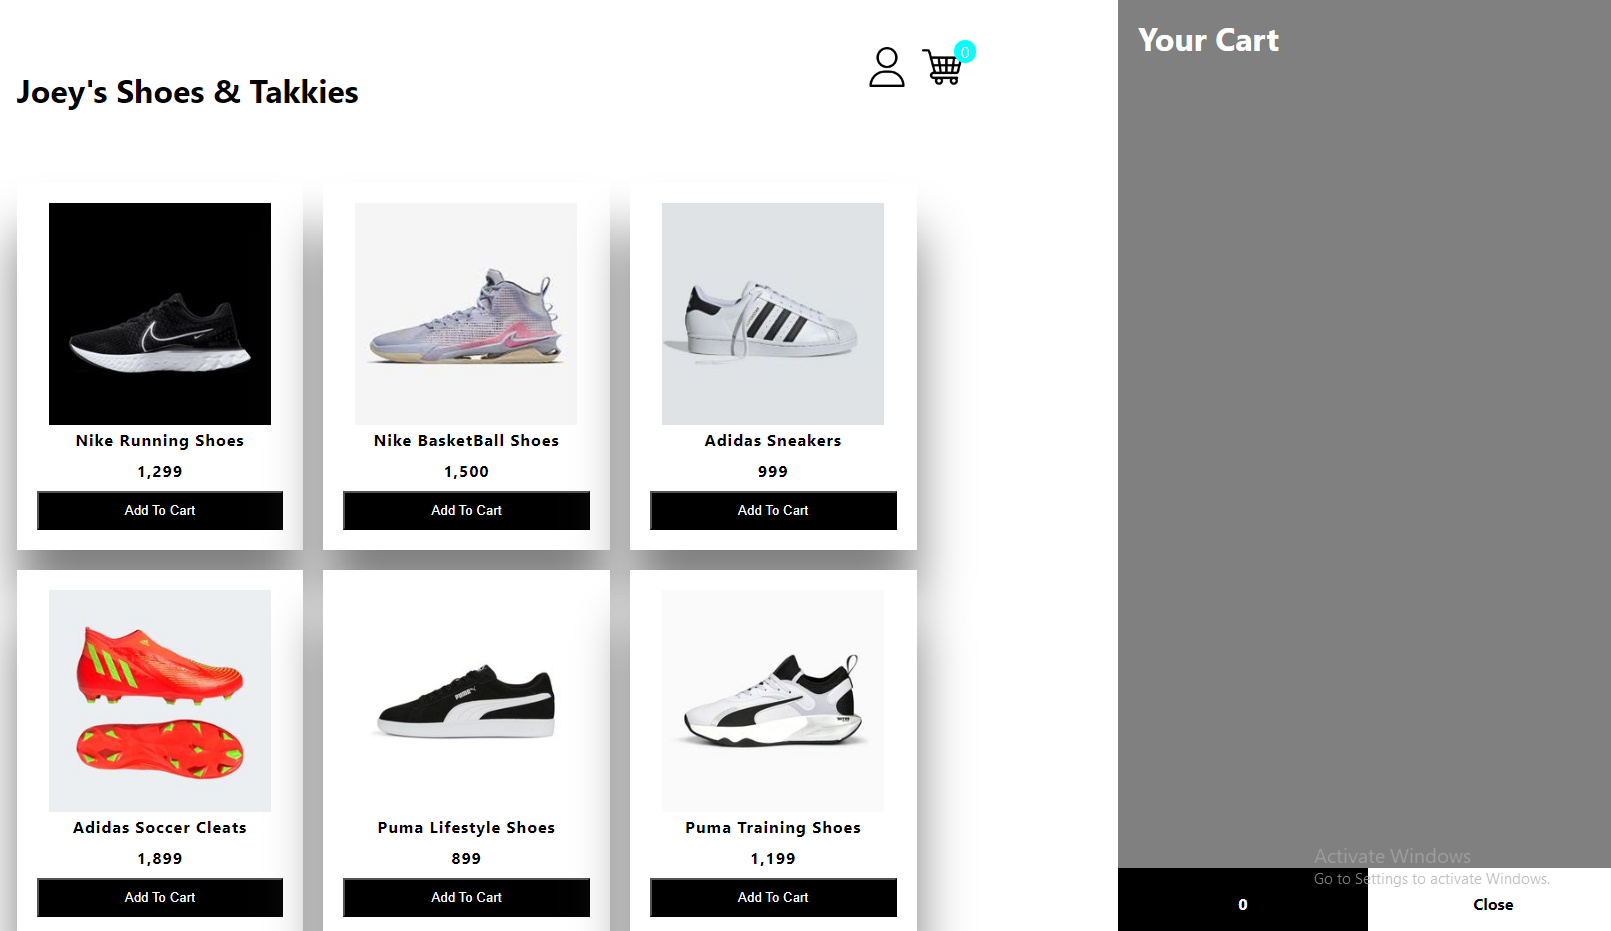 Joey's Shoes & Takkies
0
Your Cart
Nike Running Shoes
1,299
Add To Cart
Nike BasketBall Shoes
1,500
Add To Cart
Adidas Sneakers
999
Add To Cart
Adidas Soccer Cleats
1,899
Add To Cart
PUMA
Puma Lifestyle Shoes
899
Add To Cart
Puma Training Shoes
1,199
Add To Cart
Activate Windows
Go to Settings to activate Windows.
0
Close